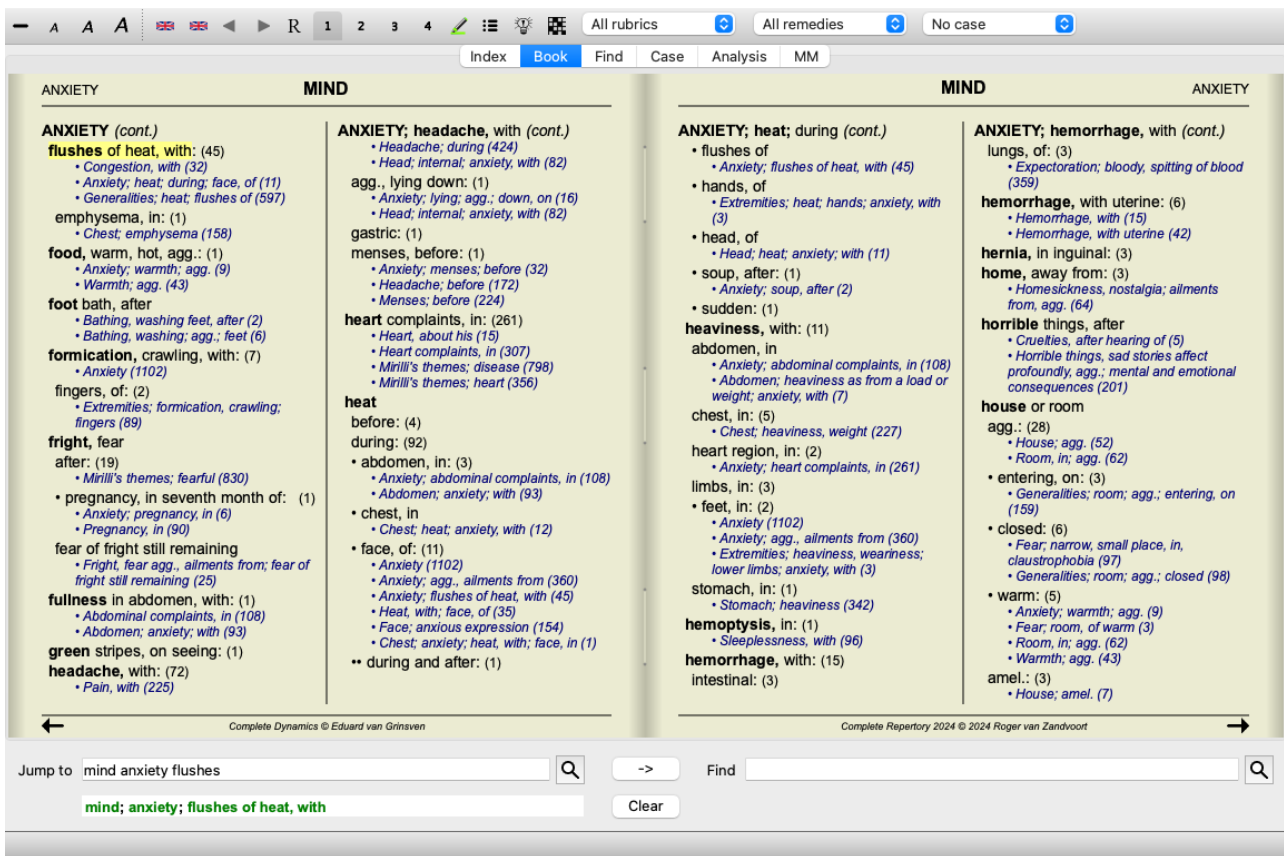 A A A R 1 2 3 4 All rubrics All remedies No case
Index Book Find Case Analysis MM
ANXIETY MIND
ANXIETY (cont.)
flushes of heat, with: (45)
• Congestion, with (32)
• Anxiety; heat; during; face, of (11)
• Generalities; heat; flushes of (597)
emphysema, in: (1)
• Chest; emphysema (158)
food, warm, hot, agg.: (1)
• Anxiety; warmth; agg. (9)
• Warmth; agg. (43)
foot bath, after
• Bathing, washing feet, after (2)
• Bathing, washing; agg.; feet (6)
formication, crawling, with: (7)
• Anxiety (1102)
fingers, of: (2)
• Extremities; formication, crawling;
fingers (89)
fright, fear
after: (19)
• Mirilli's themes; fearful (830)
• pregnancy, in seventh month of: (1)
• Anxiety; pregnancy, in (6)
• Pregnancy, in (90)
fear of fright still remaining
• Fright, fear agg., ailments from; fear of
fright still remaining (25)
fullness in abdomen, with: (1)
• Abdominal complaints, in (108)
• Abdomen; anxiety; with (93)
green stripes, on seeing: (1)
headache, with: (72)
• Pain, with (225)
ANXIETY; headache, with (cont.)
• Headache; during (424)
• Head; internal; anxiety, with (82)
agg., lying down: (1)
• Anxiety; lying; agg.; down, on (16)
• Head; internal; anxiety, with (82)
gastric: (1)
menses, before: (1)
• Anxiety; menses; before (32)
• Headache; before (172)
• Menses; before (224)
heart complaints, in: (261)
• Heart, about his (15)
• Heart complaints, in (307)
• Mirilli's themes; disease (798)
• Mirilli's themes; heart (356)
heat
before: (4)
during: (92)
• abdomen, in: (3)
• Anxiety; abdominal complaints, in (108)
• Abdomen; anxiety; with (93)
• chest, in
• Chest; heat; anxiety, with (12)
• face, of: (11)
• Anxiety (1102)
• Anxiety; agg., ailments from (360)
• Anxiety; flushes of heat, with (45)
• Heat, with; face, of (35)
• Face; anxious expression (154)
• Chest; anxiety; heat, with; face, in (1)
•• during and after: (1)
Complete Dynamics © Eduard van Grinsven
MIND ANXIETY
ANXIETY; heat; during (cont.)
• flushes of
• Anxiety; flushes of heat, with (45)
• hands, of
• Extremities; heat; hands; anxiety, with
(3)
• head, of
• Head; heat; anxiety; with (11)
• soup, after: (1)
• Anxiety; soup, after (2)
• sudden: (1)
heaviness, with: (11)
abdomen, in
• Anxiety; abdominal complaints, in (108)
• Abdomen; heaviness as from a load or
weight; anxiety, with (7)
chest, in: (5)
• Chest; heaviness, weight (227)
heart region, in: (2)
• Anxiety; heart complaints, in (261)
limbs, in: (3)
• feet, in: (2)
• Anxiety (1102)
• Anxiety; agg., ailments from (360)
• Extremities; heaviness, weariness;
lower limbs; anxiety, with (3)
stomach, in: (1)
• Stomach; heaviness (342)
hemoptysis, in: (1)
• Sleeplessness, with (96)
hemorrhage, with: (15)
intestinal: (3)
ANXIETY; hemorrhage, with (cont.)
lungs, of: (3)
• Expectoration; bloody, spitting of blood
(359)
hemorrhage, with uterine: (6)
• Hemorrhage, with (15)
• Hemorrhage, with uterine (42)
hernia, in inguinal: (3)
home, away from: (3)
• Homesickness, nostalgia; ailments
from, agg. (64)
horrible things, after
• Cruelties, after hearing of (5)
• Horrible things, sad stories affect
profoundly, agg.; mental and emotional
consequences (201)
house or room
agg.: (28)
• House; agg. (52)
• Room, in; agg. (62)
• entering, on: (3)
• Generalities; room; agg.; entering, on
(159)
• closed: (6)
• Fear; narrow, small place, in,
claustrophobia (97)
• Generalities; room; agg.; closed (98)
• warm: (5)
• Anxiety; warmth; agg. (9)
• Fear; room, of warm (3)
• Room, in; agg. (62)
• Warmth; agg. (43)
amel.: (3)
• House; amel. (7)
Complete Repertory 2024 © 2024 Roger van Zandvoort
Jump to mind anxiety flushes -> Find
mind; anxiety; flushes of heat, with Clear